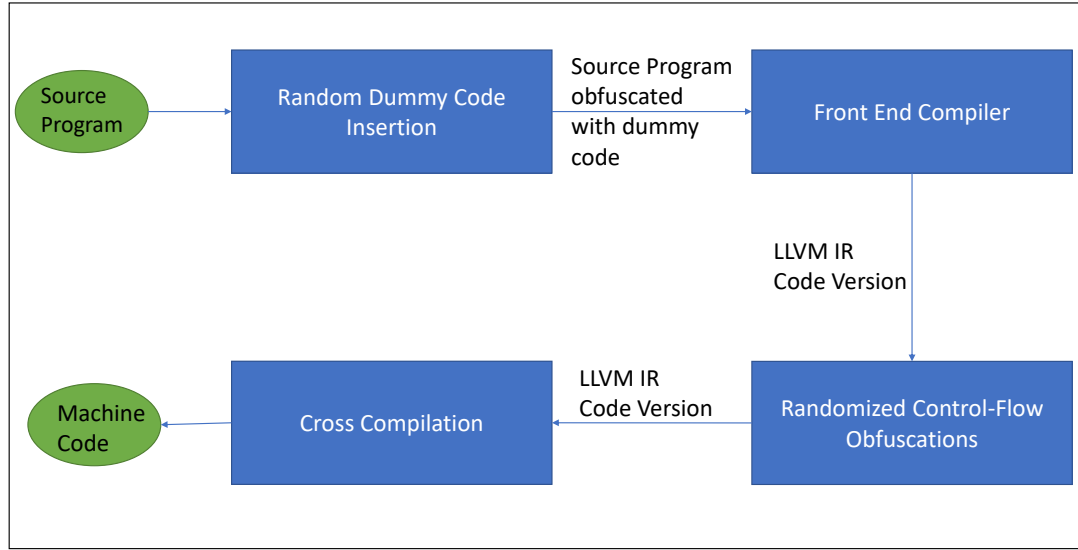 Source
Program
Random Dummy Code
Insertion
Source Program
obfuscated
with dummy
code
Front End Compiler
LLVM IR
Code Version
Randomized Control-Flow
Obfuscations
LLVM IR
Code Version
Cross Compilation
Machine
Code